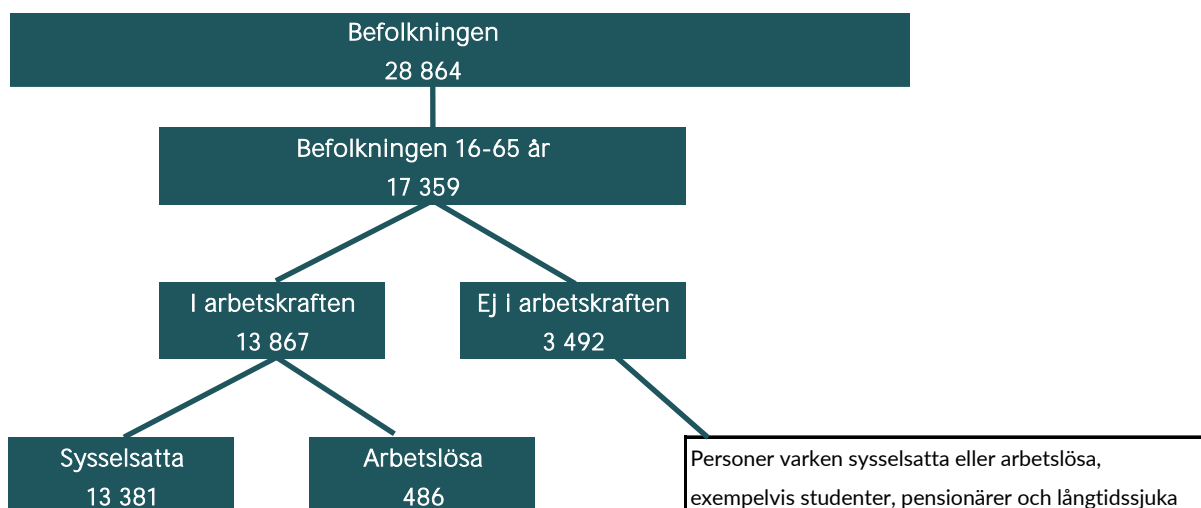 Befolkningen
28 864
Befolkningen 16-65 år
17 359
I arbetskraften
13 867
Ej i arbetskraften
3 492
Sysselsatta
13 381
Arbetslösa
486
Personer varken sysselsatta eller arbetslösa,
exempelvis studenter, pensionärer och långtidssjuka